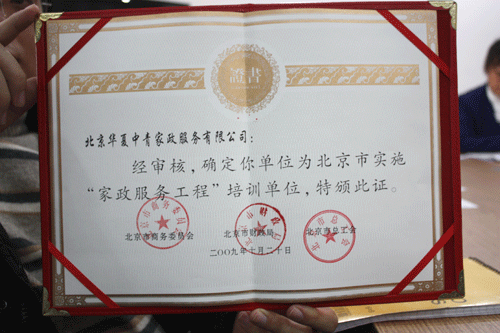 證書
北京华夏中青家政服务有限公司:
经审核,确定你单位为北京市实施
“家政服务工程”培训单位,特颁此证。
北京市商务委员会 北京市财政局 北京市总工会
二〇〇九年十月二十日